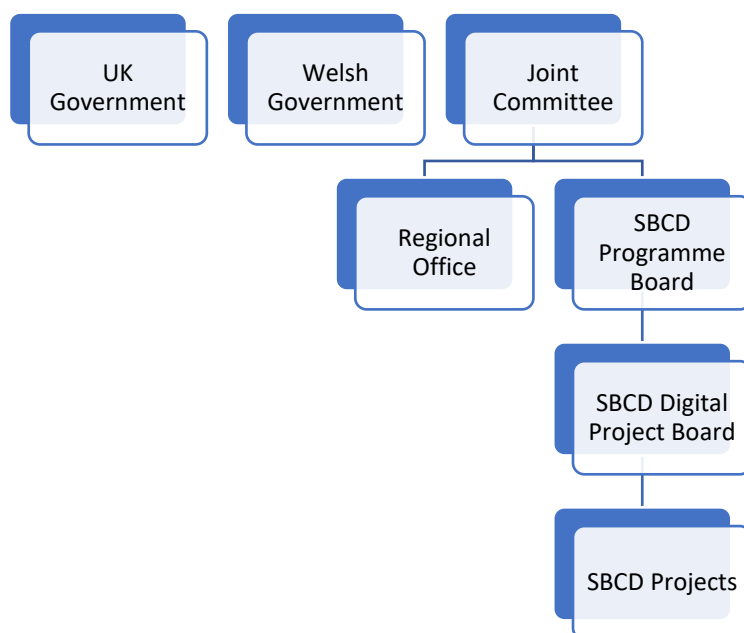 UK
Government
Welsh
Government
Joint
Committee
Regional
Office
SBCD
Programme
Board
SBCD Digital
Project Board
SBCD Projects